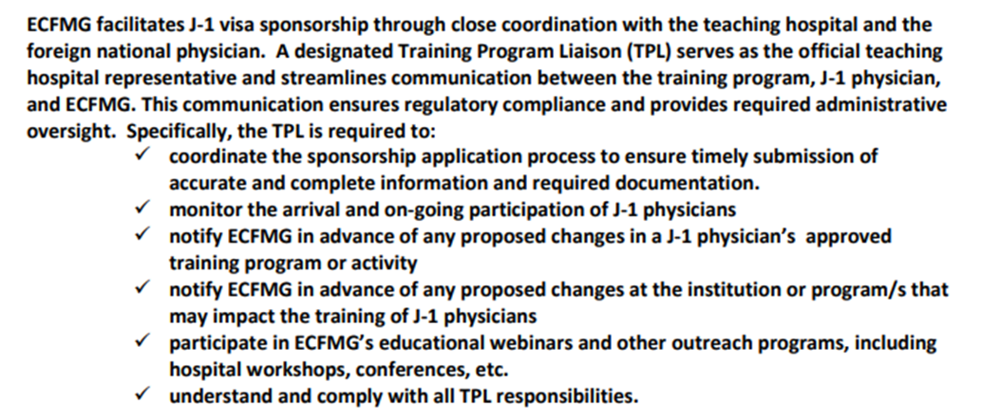 ECFMG facilitates J-1 visa sponsorship through close coordination with the teaching hospital and the
foreign national physician.  A designated Training Program Liaison (TPL) serves as the official teaching
hospital representative and streamlines communication between the training program, J-1 physician,
and ECFMG. This communication ensures regulatory compliance and provides required administrative
oversight.  Specifically, the TPL is required to:
✓ coordinate the sponsorship application process to ensure timely submission of
accurate and complete information and required documentation.
✓ monitor the arrival and on-going participation of J-1 physicians
✓ notify ECFMG in advance of any proposed changes in a J-1 physician’s  approved
training program or activity
✓ notify ECFMG in advance of any proposed changes at the institution or program/s that
may impact the training of J-1 physicians
✓ participate in ECFMG’s educational webinars and other outreach programs, including
hospital workshops, conferences, etc.
✓ understand and comply with all TPL responsibilities.